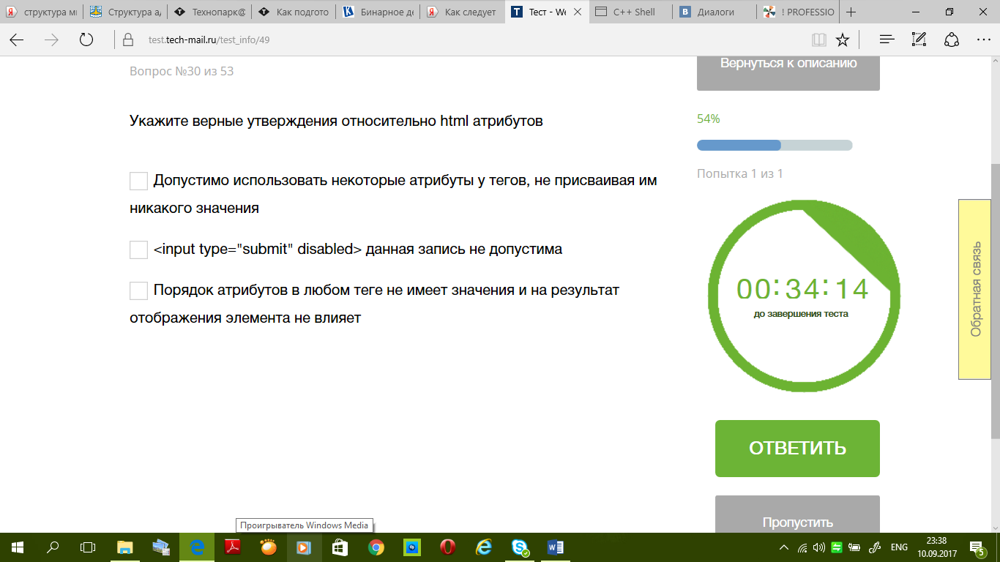 структура мі
Структура ад
Технопарк@
Как подгото
Бинарное де
Как следует
Тест - We
C++ Shell
Диалоги
! PROFESSIO
test.tech-mail.ru/test_info/49
Вопрос №30 из 53
Вернуться к описанию
Укажите верные утверждения относительно html атрибутов
54%
Попытка 1 из 1
Допустимо использовать некоторые атрибуты у тегов, не присваивая им
никакого значения
<input type="submit" disabled> данная запись не допустима
Порядок атрибутов в любом теге не имеет значения и на результат
отображения элемента не влияет
00:34:14
до завершения теста
Обратная связь
ОТВЕТИТЬ
Пропустить
Проигрыватель Windows Media
ENG
23:38
10.09.2017
5